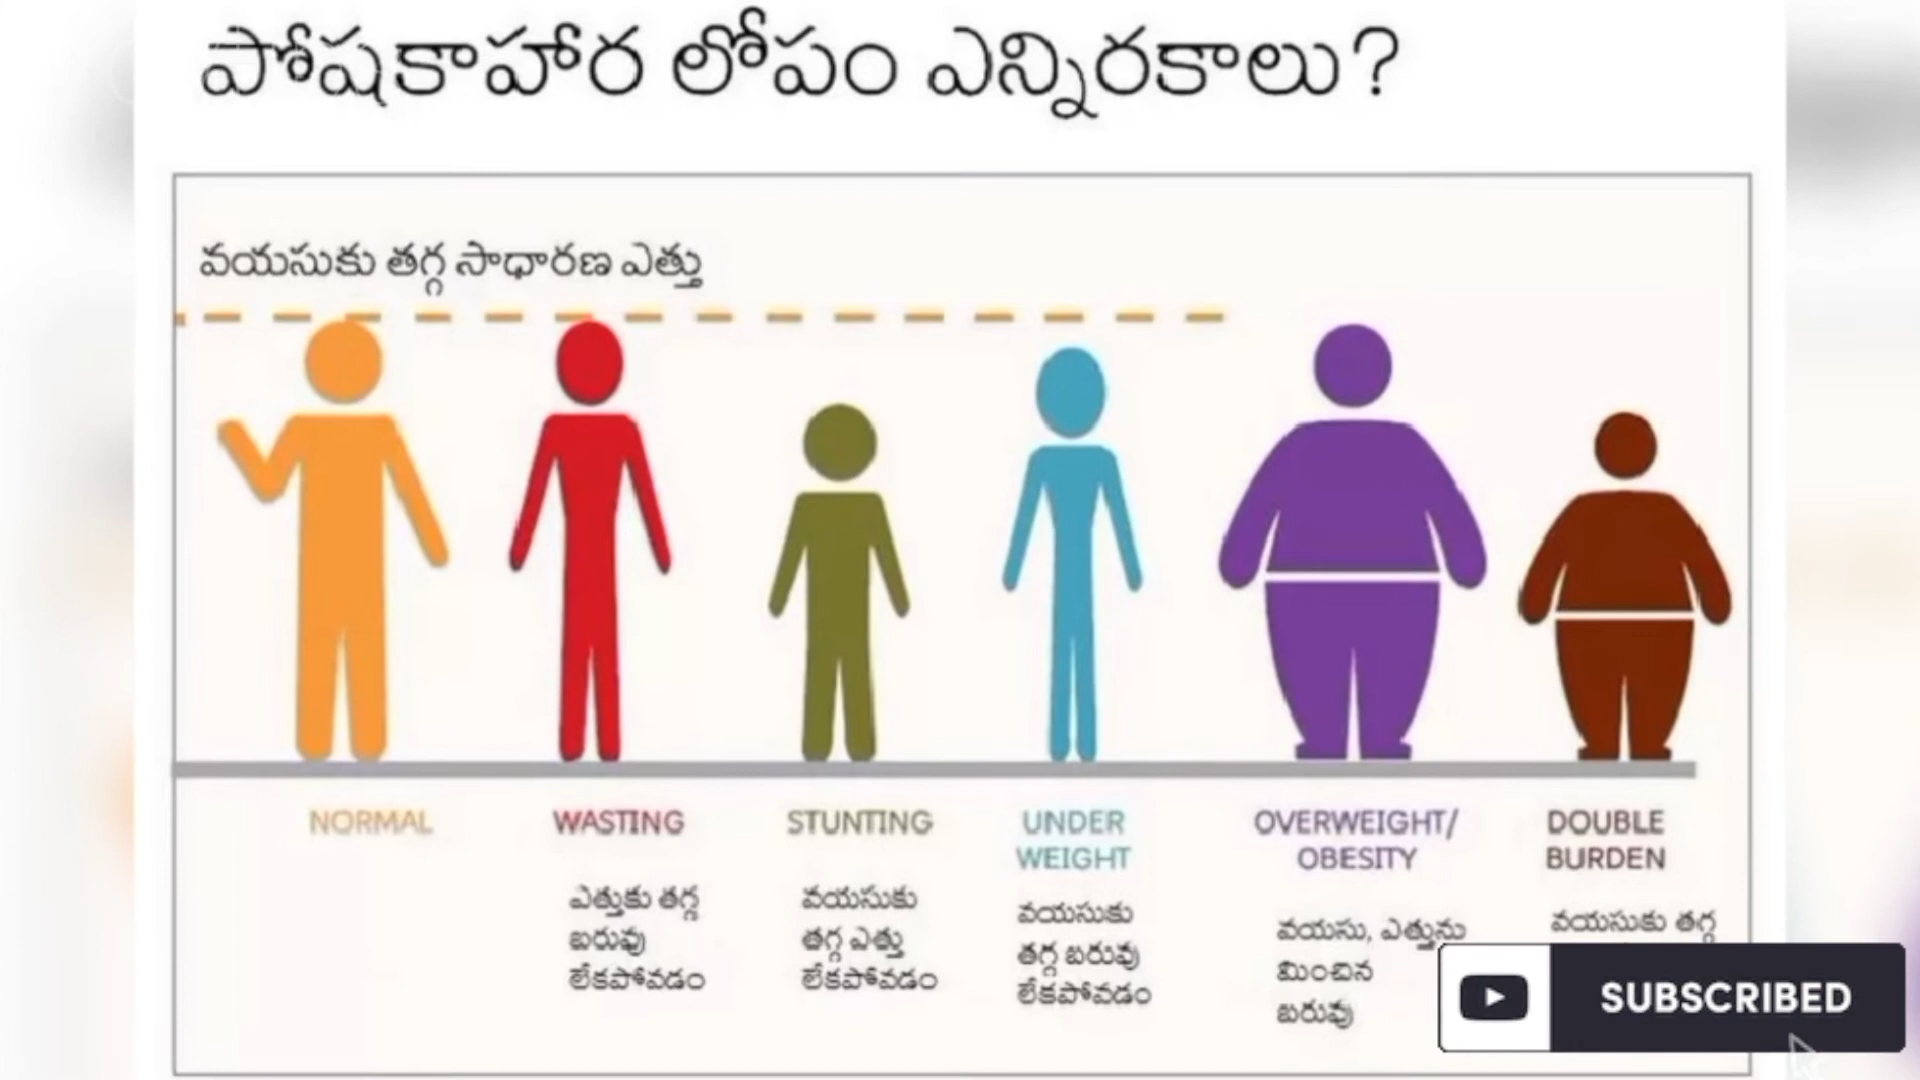 పోషకాహార లోపం ఎన్నిరకాలు?
వయసుకు తగ్గ సాధారణ ఎత్తు
NORMAL
WASTING
ఎత్తుకు తగ్గ
బరువు
లేకపోవడం
STUNTING
వయసుకు
తగ్గ ఎత్తు
లేకపోవడం
UNDER
WEIGHT
వయసుకు
తగ్గ బరువు
లేకపోవడం
OVERWEIGHT/
OBESITY
వయసు, ఎత్తును
మించిన
బరువు
DOUBLE
BURDEN
వయసుకు తగ్గ
SUBSCRIBED